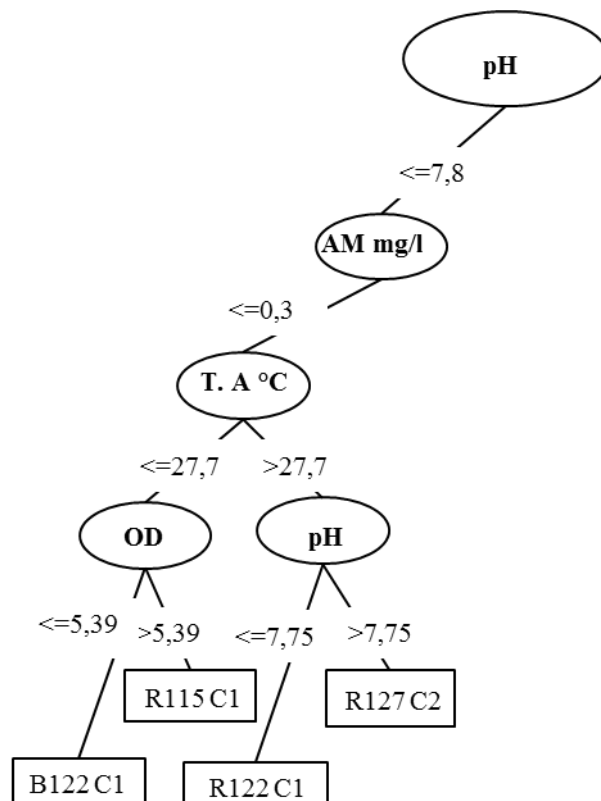 pH
<=7,8
AM mg/l
<=0,3
T. A °C
<=27,7 >27,7
OD pH
<=5,39 >5,39 <=7,75 >7,75
R115 C1 R127 C2
B122 C1 R122 C1